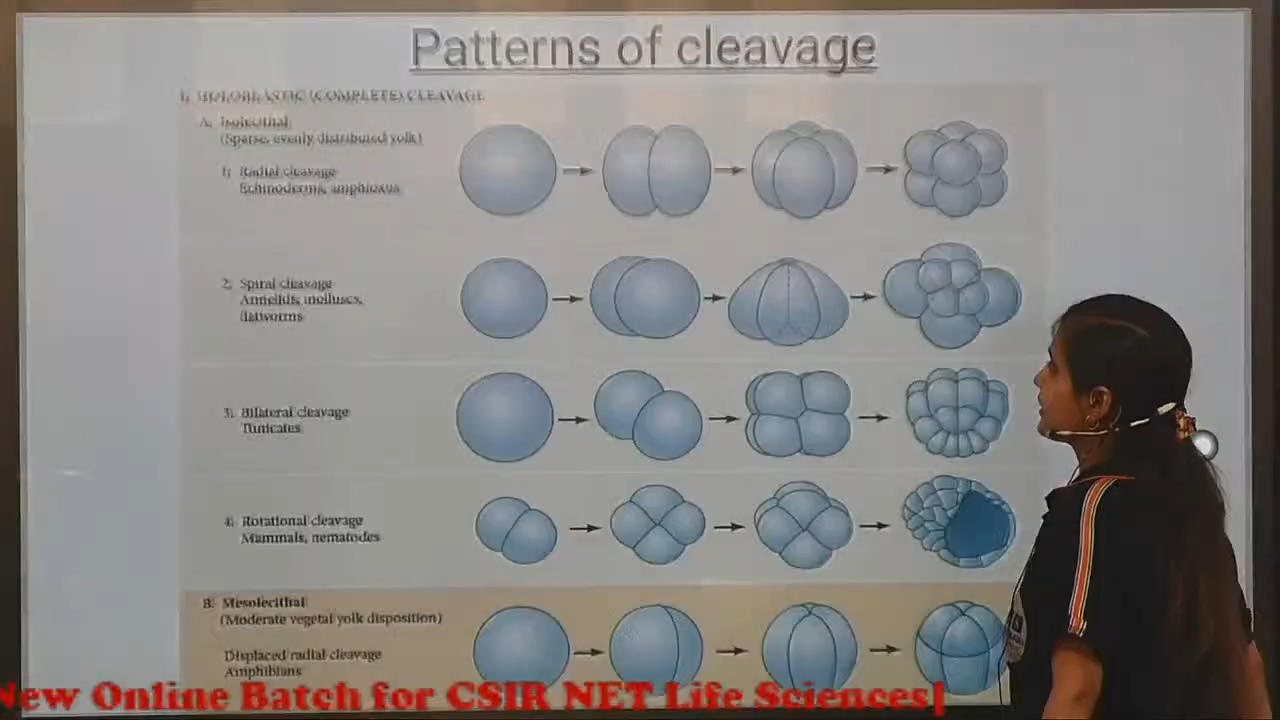 Patterns of cleavage
I. HOLOBLASTIC (COMPLETE) CLEAVAGE
A. Isolecithal
(Sparse, evenly distributed yolk)
1. Radial cleavage
Echinoderms, amphioxus
2. Spiral cleavage
Annelids, molluscs,
flatworms
3. Bilateral cleavage
Tunicates
4. Rotational cleavage
Mammals, nematodes
B. Mesolecithal
(Moderate vegetal yolk disposition)
Displaced radial cleavage
Amphibians
New Online Batch for CSIR NET Life Sciences|